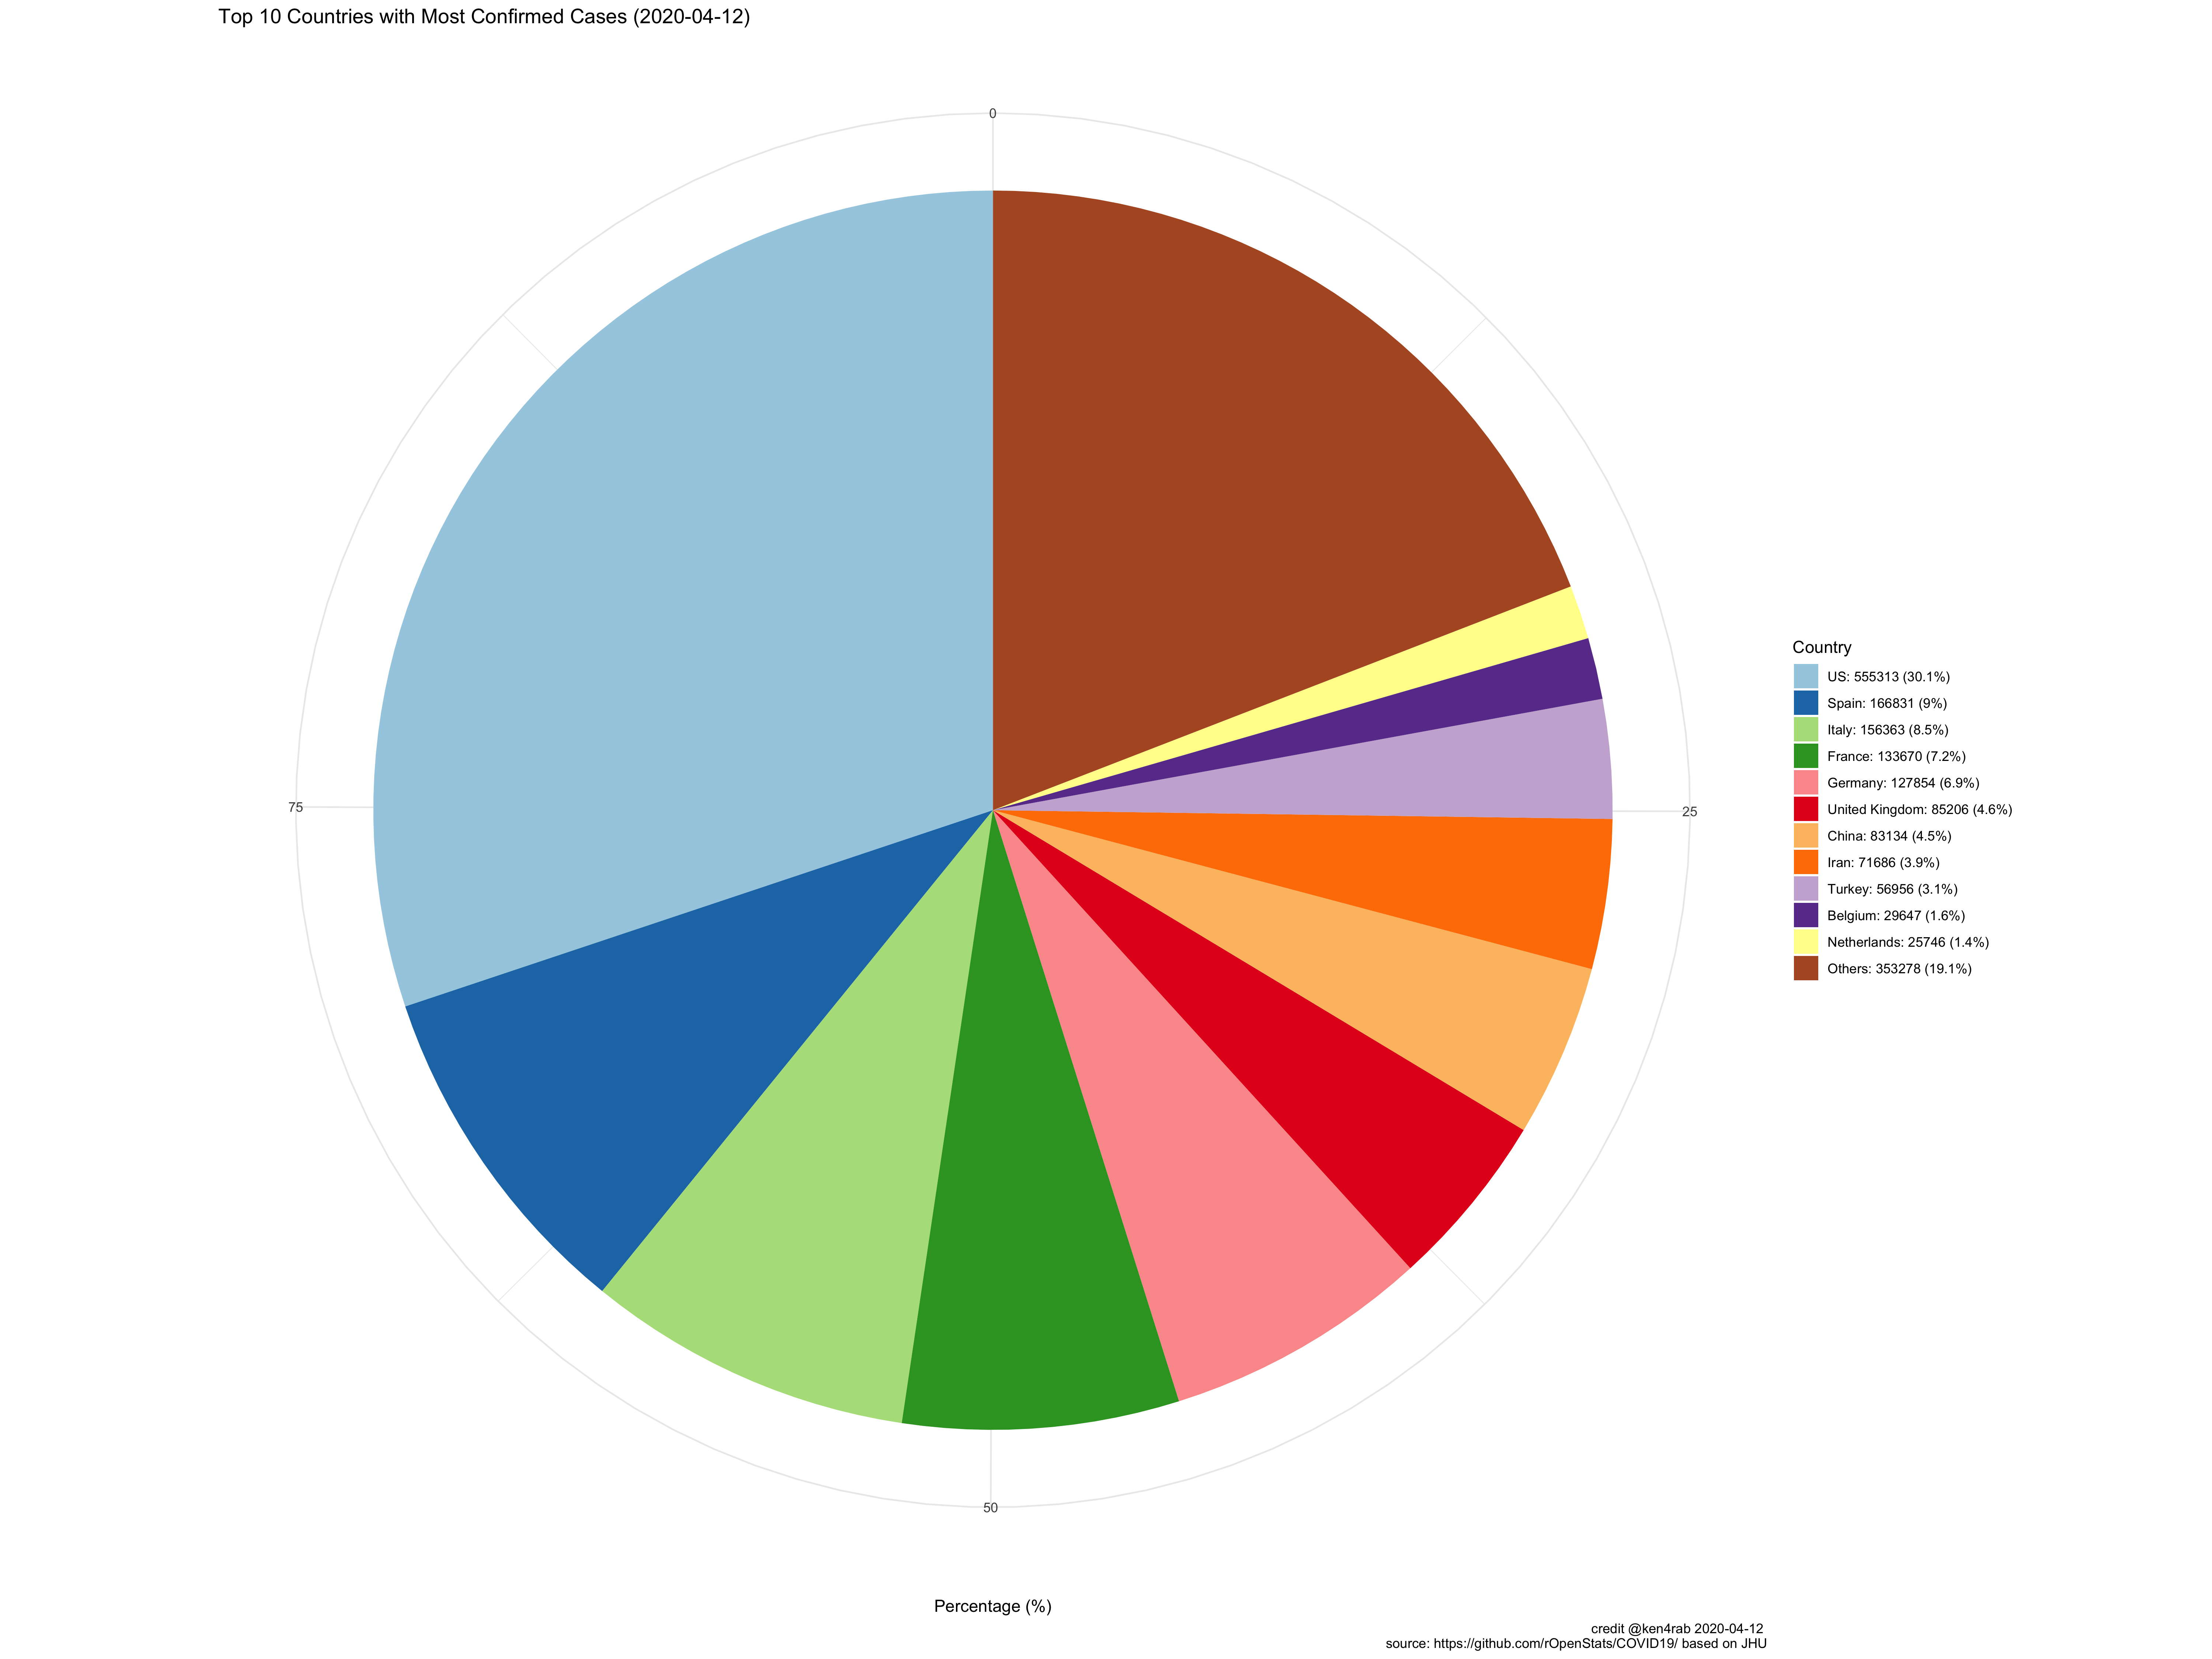 Top 10 Countries with Most Confirmed Cases (2020-04-12)
0
75
25
50
Country
US: 555313 (30.1%)
Spain: 166831 (9%)
Italy: 156363 (8.5%)
France: 133670 (7.2%)
Germany: 127854 (6.9%)
United Kingdom: 85206 (4.6%)
China: 83134 (4.5%)
Iran: 71686 (3.9%)
Turkey: 56956 (3.1%)
Belgium: 29647 (1.6%)
Netherlands: 25746 (1.4%)
Others: 353278 (19.1%)
Percentage (%)
credit @ken4rab 2020-04-12
source: https://github.com/rOpenStats/COVID19/ based on JHU